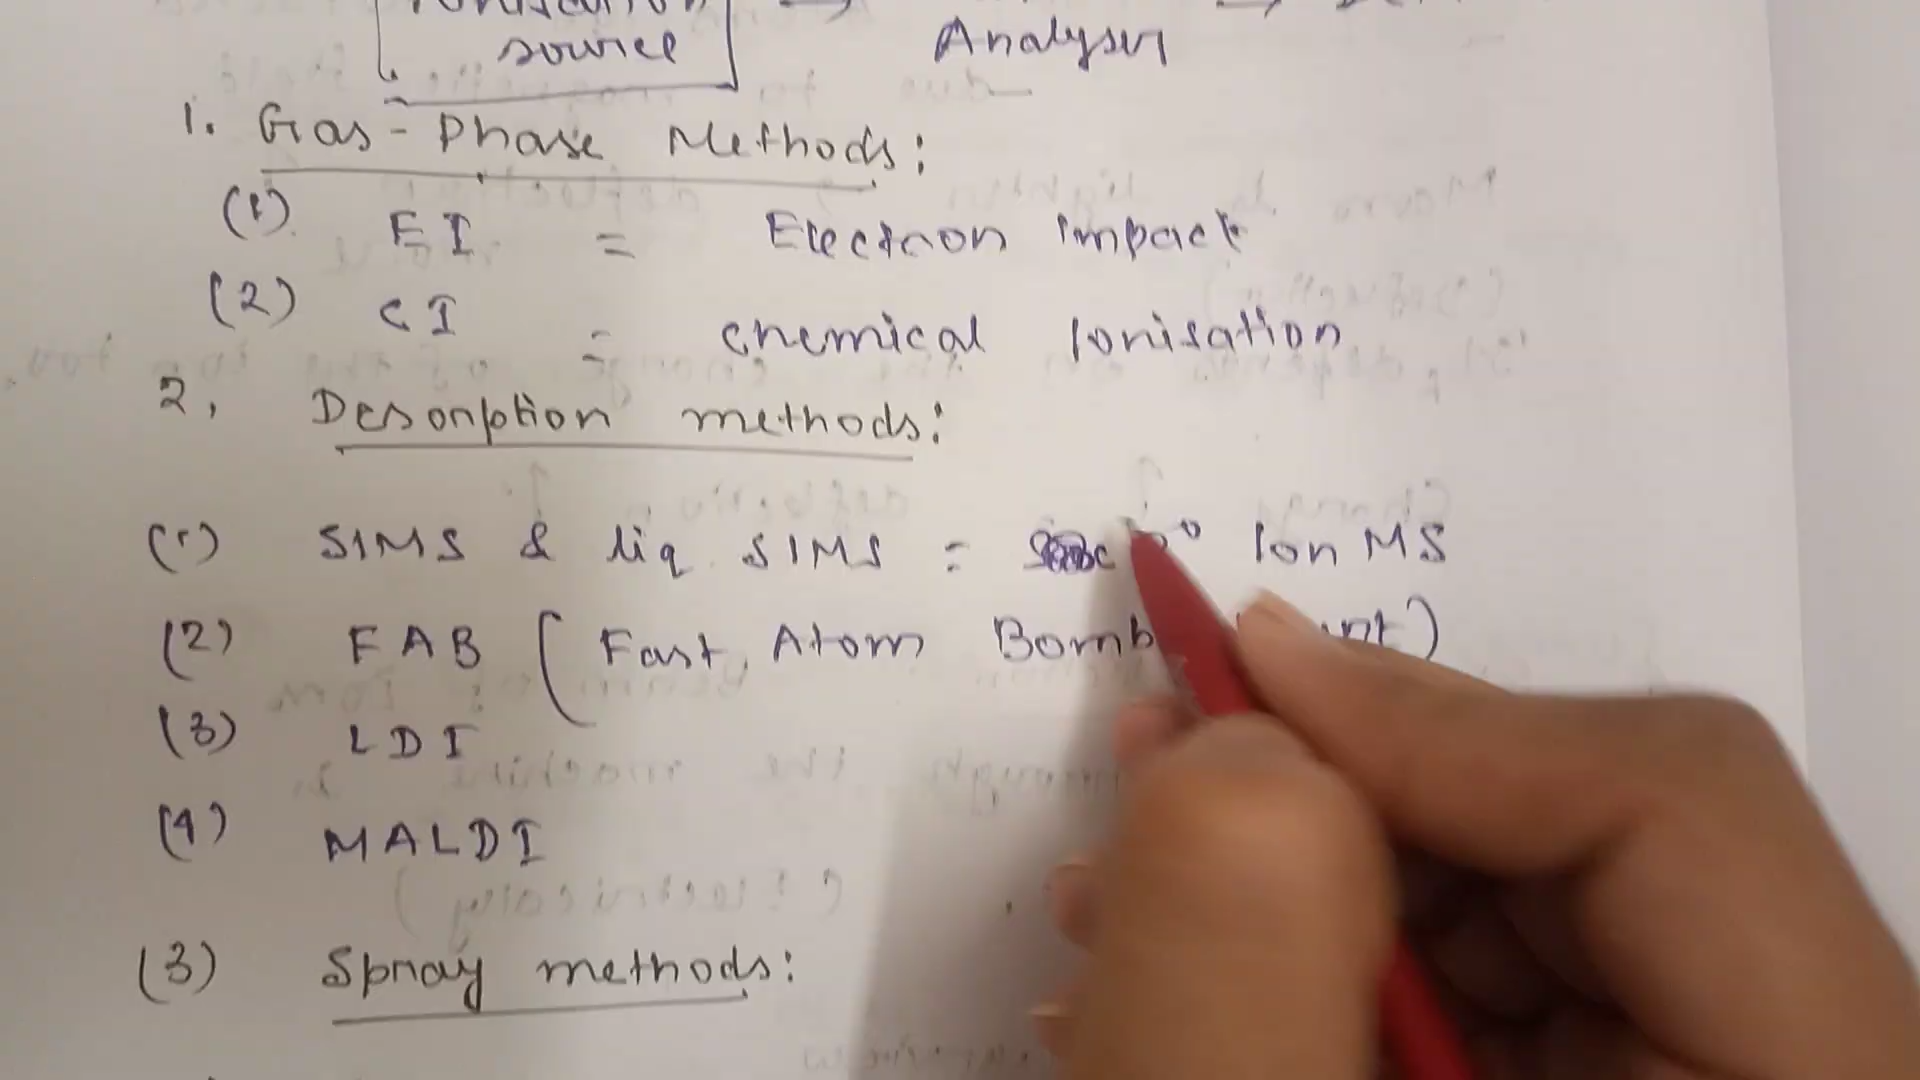 source Analyser
1. Gas-Phase Methods:
(1) EI = Electron impact
(2) CI = chemical Ionisation
2. Desorption methods:
(1) SIMS & liq SIMS = 2° Ion MS
(2) FAB (Fast Atom
(3) LDI
(4) MALDI
(3) Spray methods: